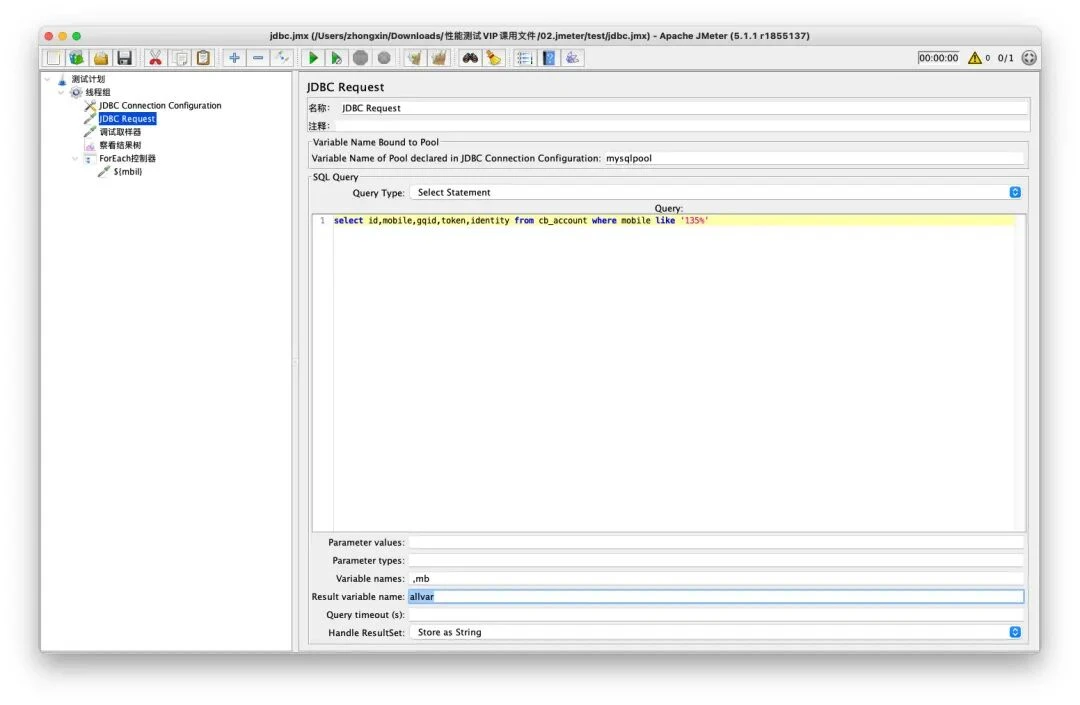 jdbc.jmx (/Users/zhongxin/Downloads/性能测试VIP课用文件/02.jmeter/test/jdbc.jmx) - Apache JMeter (5.1.1 r1855137)
00:00:00 0 0/1
测试计划
线程组
JDBC Connection Configuration
JDBC Request
调试取样器
察看结果树
ForEach控制器
${mbil}
JDBC Request
名称: JDBC Request
注释:
Variable Name Bound to Pool
Variable Name of Pool declared in JDBC Connection Configuration: mysqlpool
SQL Query
Query Type: Select Statement
Query:
1 select id,mobile,gqid,token,identity from cb_account where mobile like '135%'
Parameter values:
Parameter types:
Variable names: ,mb
Result variable name: allvar
Query timeout (s):
Handle ResultSet: Store as String